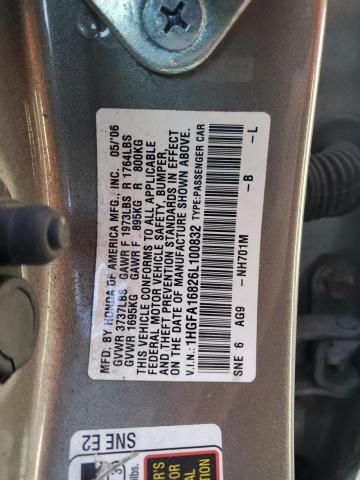 MFD. BY HONDA OF AMERICA MFG., INC. 05/'06
GVWR 3737LBS GAWR F 1973LBS R 1764LBS
GVWR 1695KG GAWR F 895KG R 800KG
THIS VEHICLE CONFORMS TO ALL APPLICABLE
FEDERAL MOTOR VEHICLE SAFETY, BUMPER,
AND THEFT PREVENTION STANDARDS IN EFFECT
ON THE DATE OF MANUFACTURE SHOWN ABOVE.
V.I.N.: 1HGFA16826L100832 TYPE:PASSENGER CAR
SNE 6 AG9 -NH701M -B -L
SNE E2
lbs.